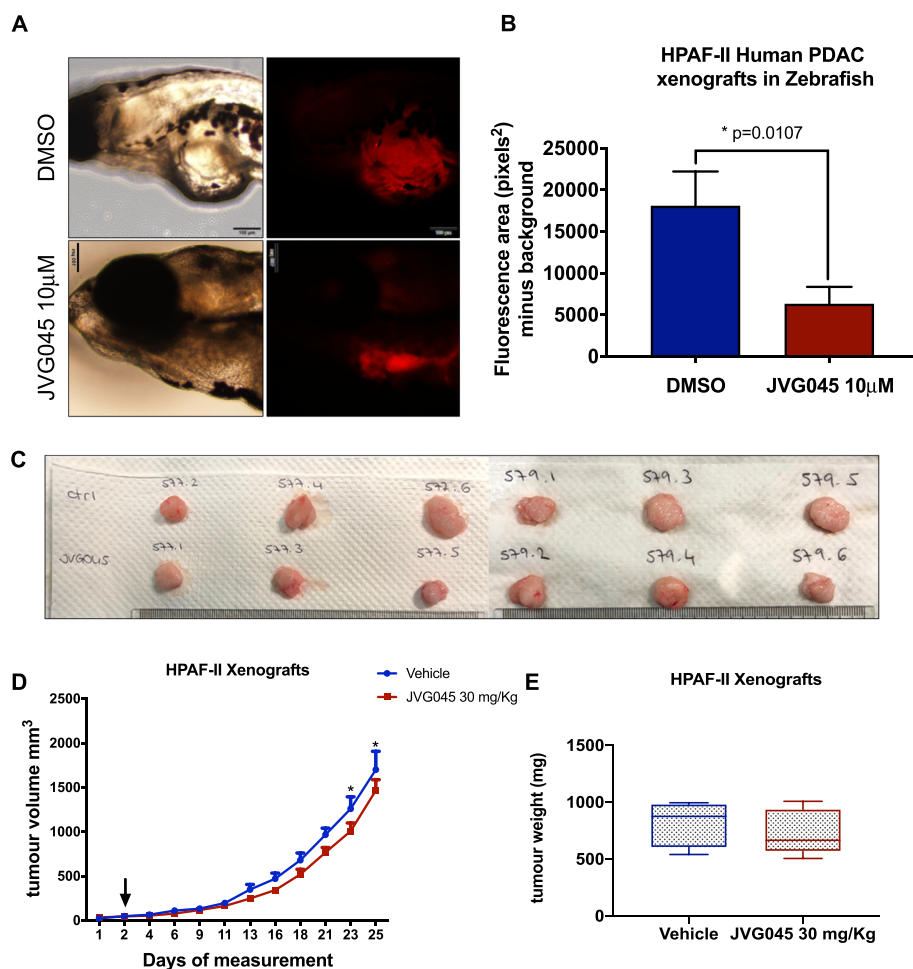 A
DMSO
JVG045 10μM
100 μm
B
HPAF-II Human PDAC
xenografts in Zebrafish
* p=0.0107
Fluorescence area (pixels²)
minus background
25000
20000
15000
10000
5000
0
DMSO
JVG045 10μM
C
ctrl
577.2
577.4
577.6
579.1
579.3
579.5
JVG045
577.1
577.3
577.5
579.2
579.4
579.6
D
HPAF-II Xenografts
Vehicle
JVG045 30 mg/Kg
tumour volume mm³
2500
2000
1500
1000
500
0
*
*
1 2 4 6 9 11 13 16 18 21 23 25
Days of measurement
E
HPAF-II Xenografts
tumour weight (mg)
1500
1000
500
0
Vehicle
JVG045 30 mg/Kg